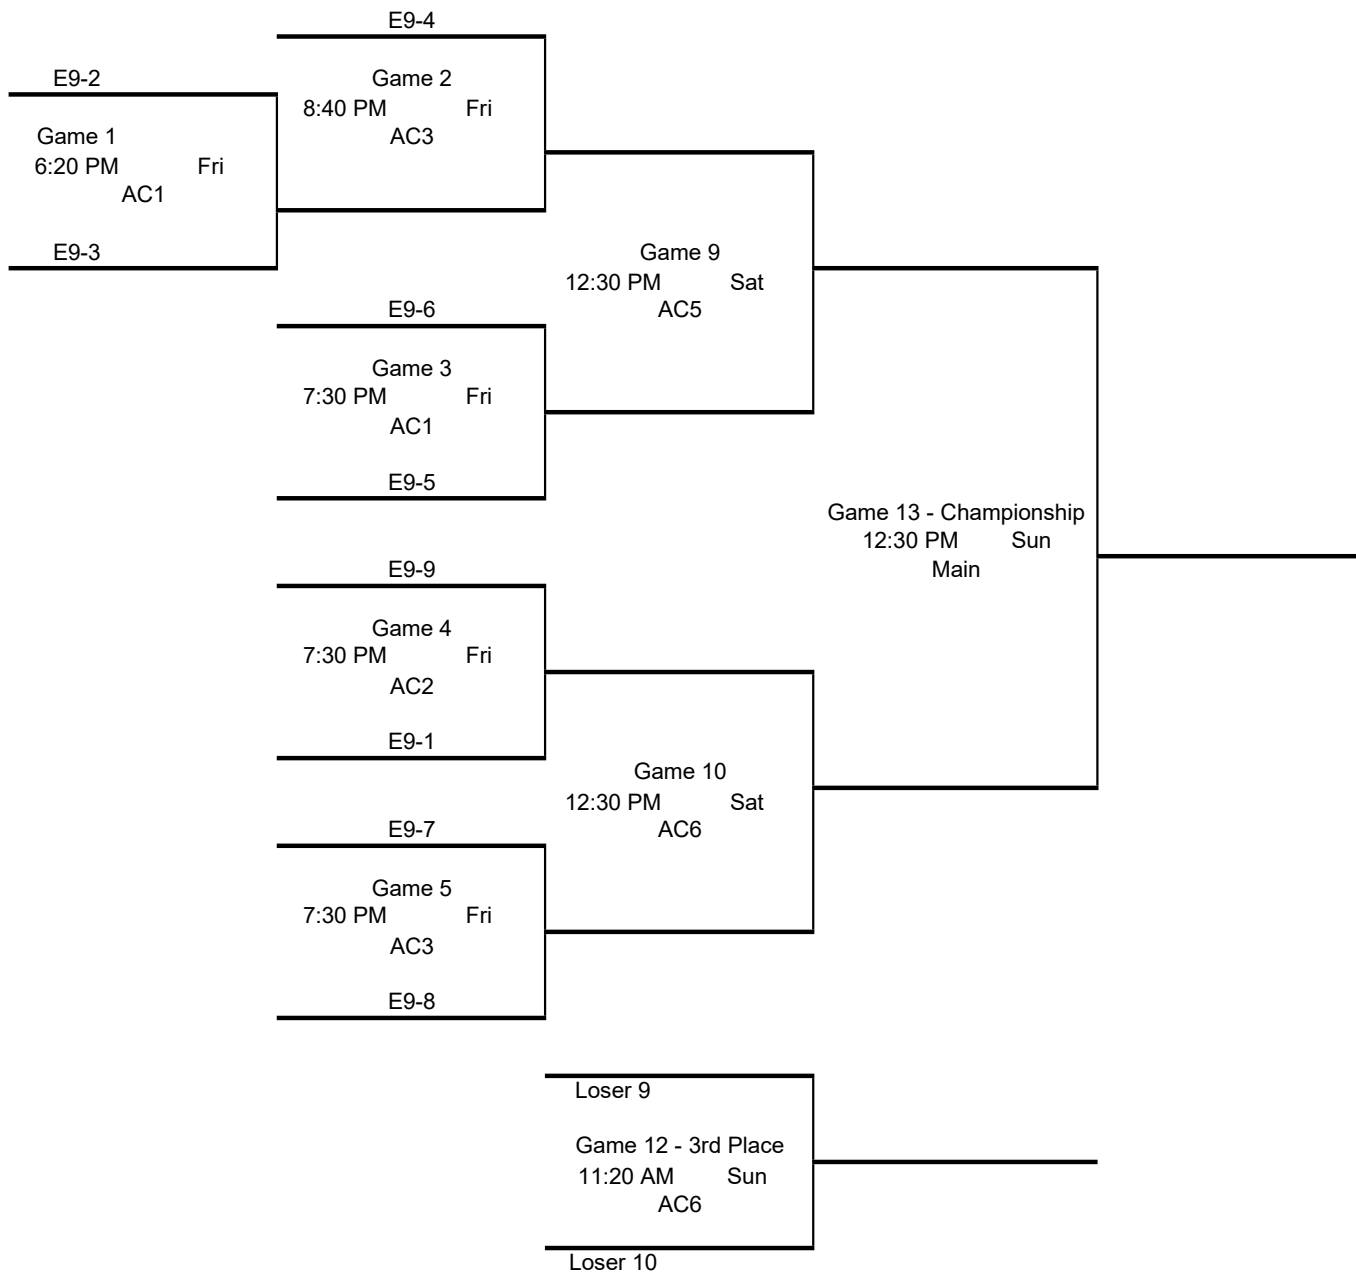 E9-4
E9-2
Game 2
8:40 PM Fri
AC3
Game 1
6:20 PM Fri
AC1
E9-3
Game 9
12:30 PM Sat
AC5
E9-6
Game 3
7:30 PM Fri
AC1
E9-5
Game 13 - Championship
12:30 PM Sun
Main
E9-9
Game 4
7:30 PM Fri
AC2
E9-1
Game 10
12:30 PM Sat
AC6
E9-7
Game 5
7:30 PM Fri
AC3
E9-8
Loser 9
Game 12 - 3rd Place
11:20 AM Sun
AC6
Loser 10